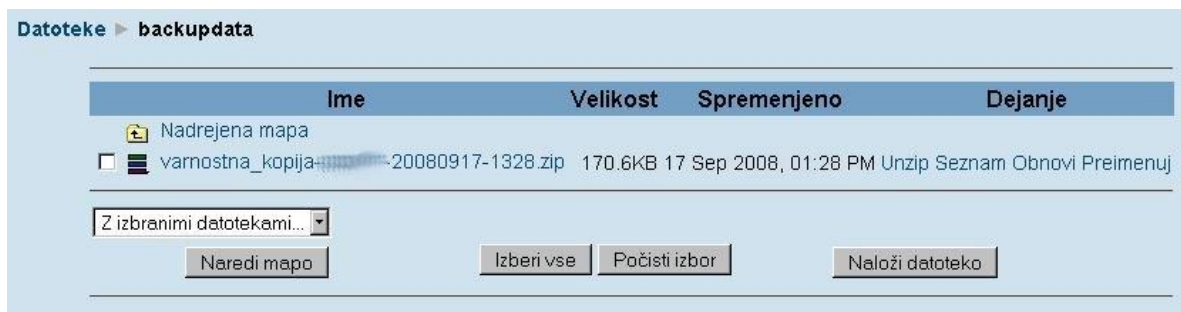 Datoteke ► backupdata
Ime Velikost Spremenjeno Dejanje
Nadrejena mapa
varnostna_kopija- -20080917-1328.zip 170.6KB 17 Sep 2008, 01:28 PM Unzip Seznam Obnovi Preimenuj
Z izbranimi datotekami...
Naredi mapo Izberi vse Počisti izbor Naloži datoteko